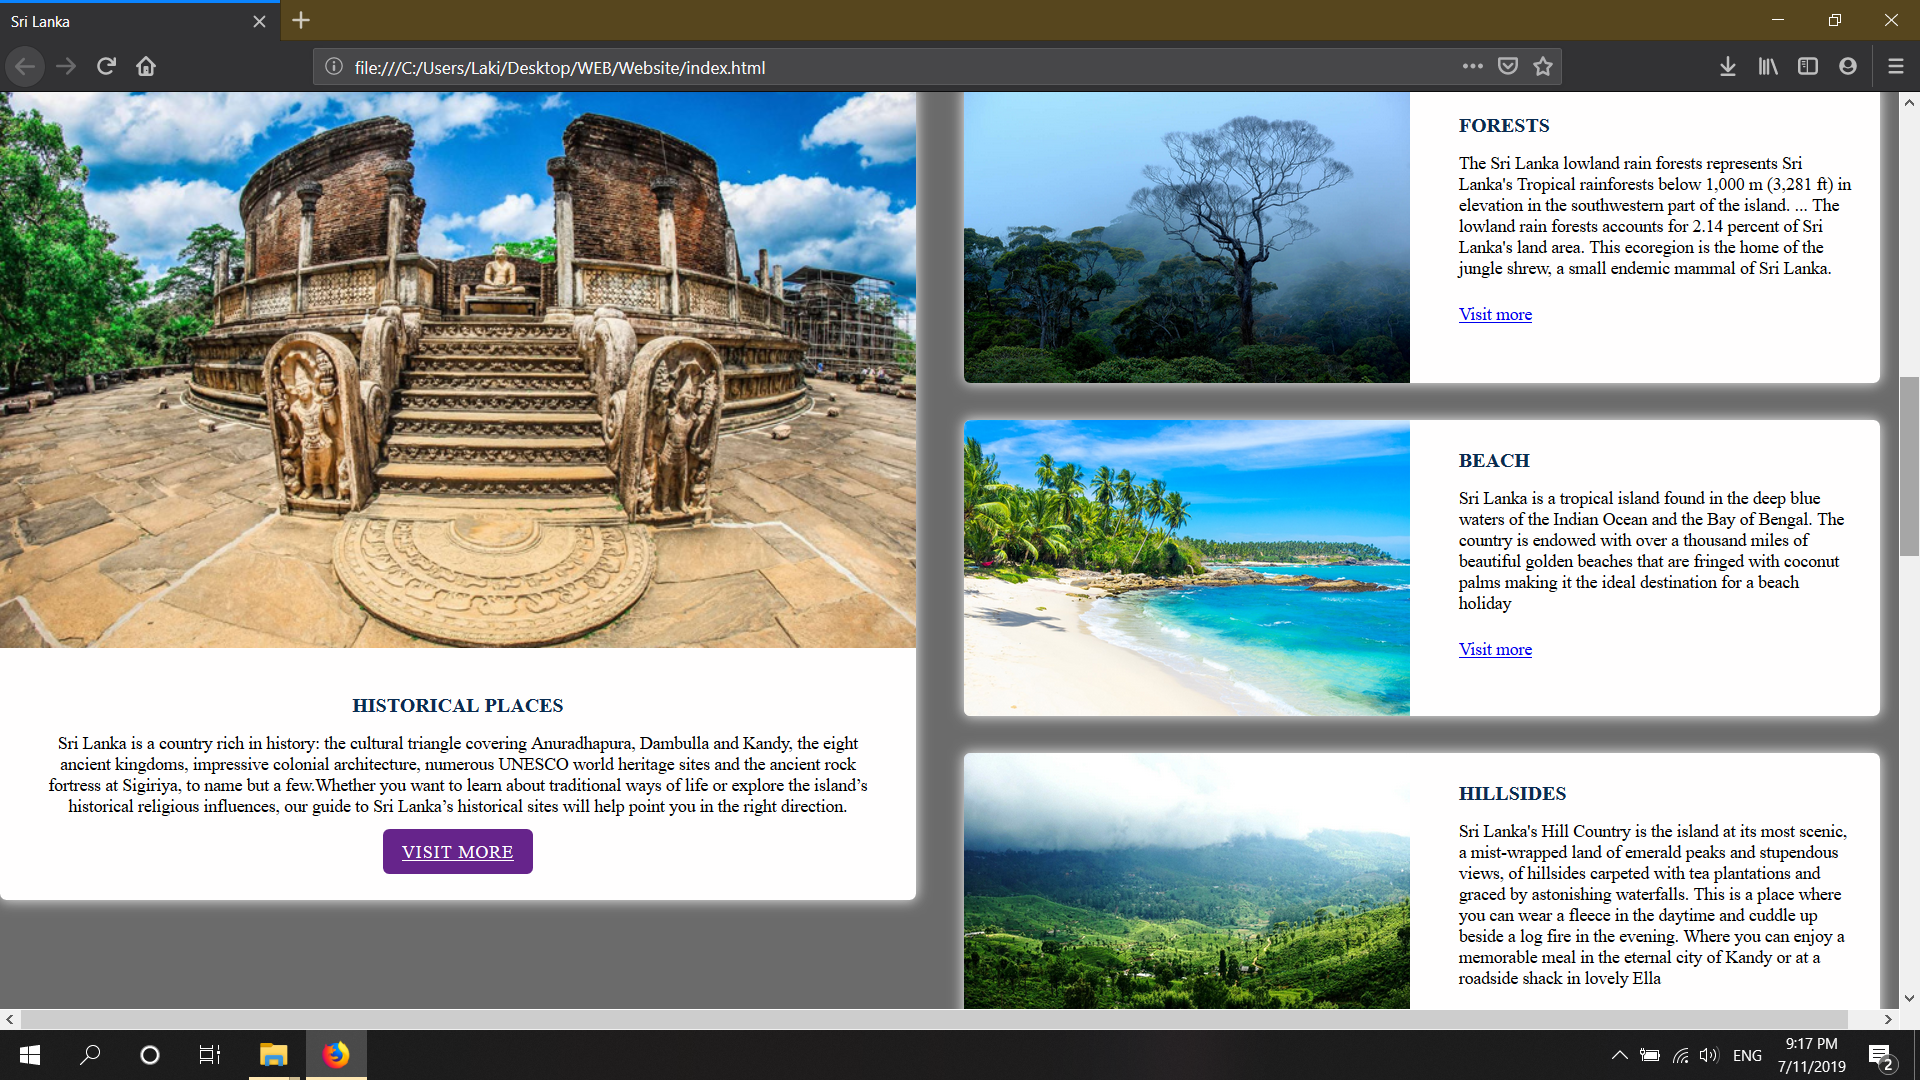 Sri Lanka
file:///C:/Users/Laki/Desktop/WEB/Website/index.html
HISTORICAL PLACES
Sri Lanka is a country rich in history: the cultural triangle covering Anuradhapura, Dambulla and Kandy, the eight
ancient kingdoms, impressive colonial architecture, numerous UNESCO world heritage sites and the ancient rock
fortress at Sigiriya, to name but a few.Whether you want to learn about traditional ways of life or explore the island’s
historical religious influences, our guide to Sri Lanka’s historical sites will help point you in the right direction.
VISIT MORE
FORESTS
The Sri Lanka lowland rain forests represents Sri
Lanka's Tropical rainforests below 1,000 m (3,281 ft) in
elevation in the southwestern part of the island. ... The
lowland rain forests accounts for 2.14 percent of Sri
Lanka's land area. This ecoregion is the home of the
jungle shrew, a small endemic mammal of Sri Lanka.
Visit more
BEACH
Sri Lanka is a tropical island found in the deep blue
waters of the Indian Ocean and the Bay of Bengal. The
country is endowed with over a thousand miles of
beautiful golden beaches that are fringed with coconut
palms making it the ideal destination for a beach
holiday
Visit more
HILLSIDES
Sri Lanka's Hill Country is the island at its most scenic,
a mist-wrapped land of emerald peaks and stupendous
views, of hillsides carpeted with tea plantations and
graced by astonishing waterfalls. This is a place where
you can wear a fleece in the daytime and cuddle up
beside a log fire in the evening. Where you can enjoy a
memorable meal in the eternal city of Kandy or at a
roadside shack in lovely Ella
ENG
9:17 PM
7/11/2019
2